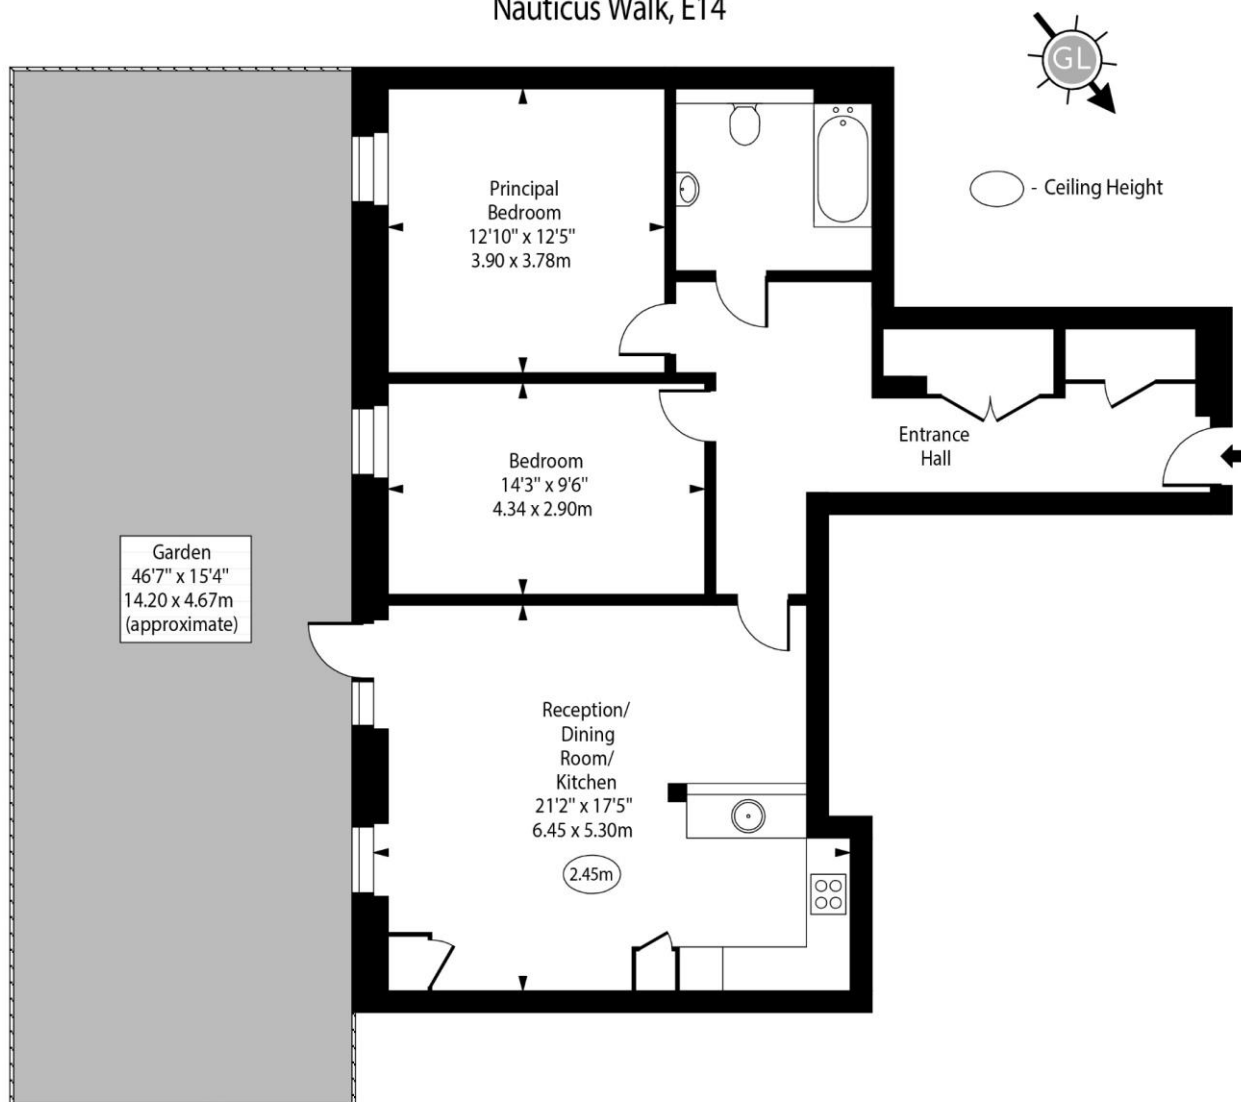 Nauticus Walk, E14
GL
- Ceiling Height
Principal
Bedroom
12'10" x 12'5"
3.90 x 3.78m
Entrance
Hall
Bedroom
14'3" x 9'6"
4.34 x 2.90m
Garden
46'7" x 15'4"
14.20 x 4.67m
(approximate)
Reception/
Dining
Room/
Kitchen
21'2" x 17'5"
6.45 x 5.30m
2.45m